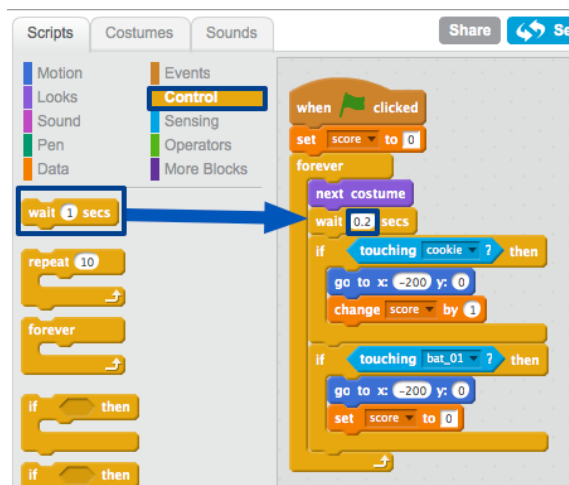 Scripts
Costumes
Sounds
Share
Se
Motion
Looks
Sound
Pen
Data
Events
Control
Sensing
Operators
More Blocks
wait 1 secs
repeat 10
forever
if then
if then
when clicked
set score to 0
forever
next costume
wait 0.2 secs
if touching cookie ? then
go to x: -200 y: 0
change score by 1
if touching bat_01 ? then
go to x: -200 y: 0
set score to 0